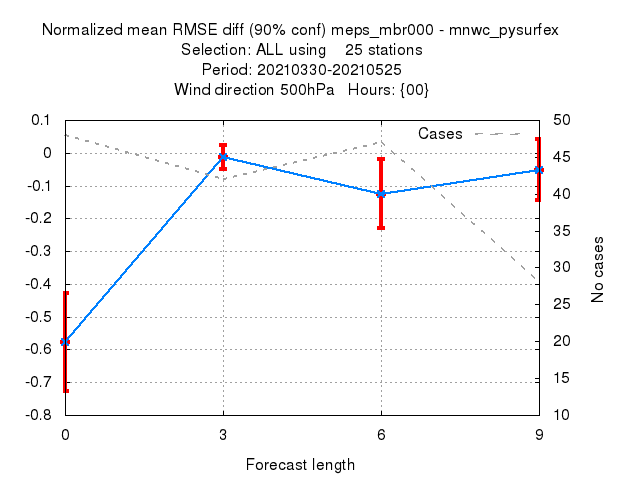 Normalized mean RMSE diff (90% conf) meps_mbr000 - mnwc_pysurfex
Selection: ALL using    25 stations
Period: 20210330-20210525
Wind direction 500hPa   Hours: {00}
Cases
0.1
0
-0.1
-0.2
-0.3
-0.4
-0.5
-0.6
-0.7
-0.8
50
45
40
35
30
25
20
15
10
No cases
0 3 6 9
Forecast length